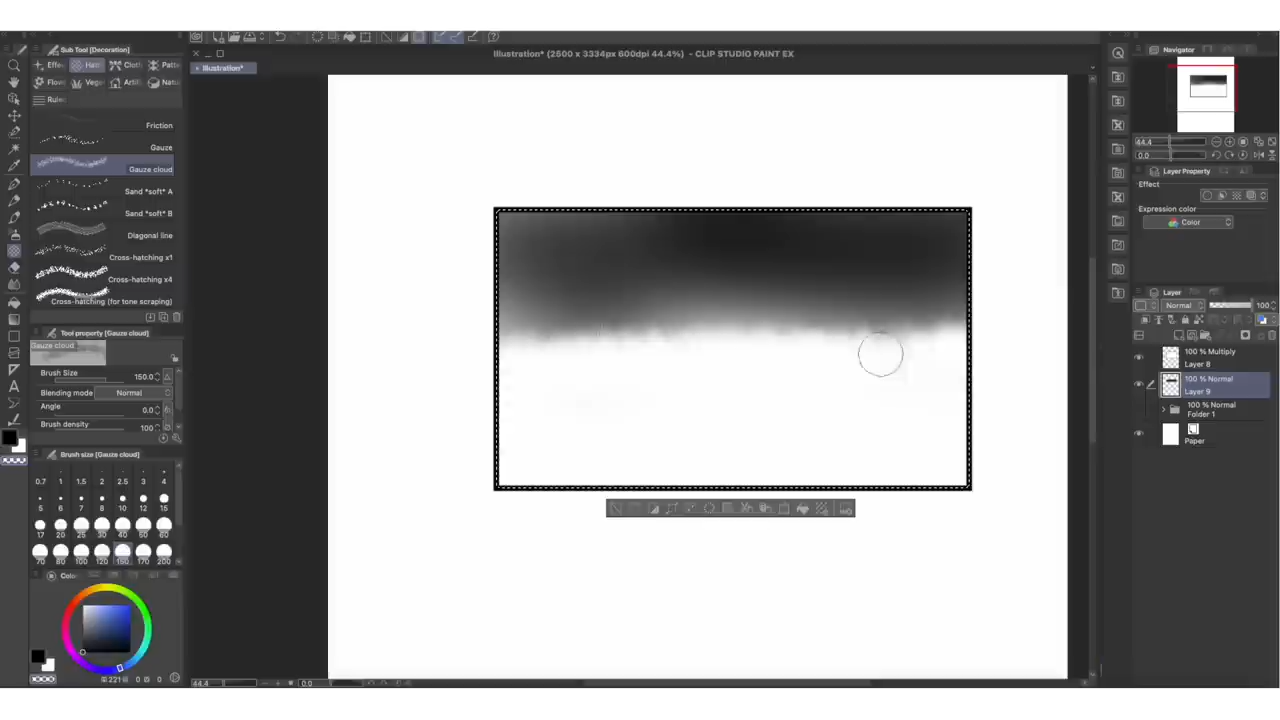 Illustration* (2500 x 3334px 600dpi 44.4%) - CLIP STUDIO PAINT EX
Sub Tool [Decoration]
Illustration*
Friction
Gauze
Gauze cloud
Sand *soft* A
Sand *soft* B
Diagonal line
Cross-hatching x1
Cross-hatching x4
Cross-hatching (for tone scraping)
Tool property [Gauze cloud]
Gauze cloud
Brush Size 150.0
Blending mode Normal
Angle 0.0
Brush density 100
Brush size [Gauze cloud]
0.7 1 1.5 2 2.5 3 4
5 6 7 8 10 12 15
17 20 25 30 40 50 60
70 80 100 120 150 170 200
Navigator
44.4
0.0
Layer Property
Effect
Expression color
Color
Layer
Normal 100
100 % Multiply
Layer 8
100 % Normal
Layer 9
100 % Normal
Folder 1
Paper
44.4 0.0